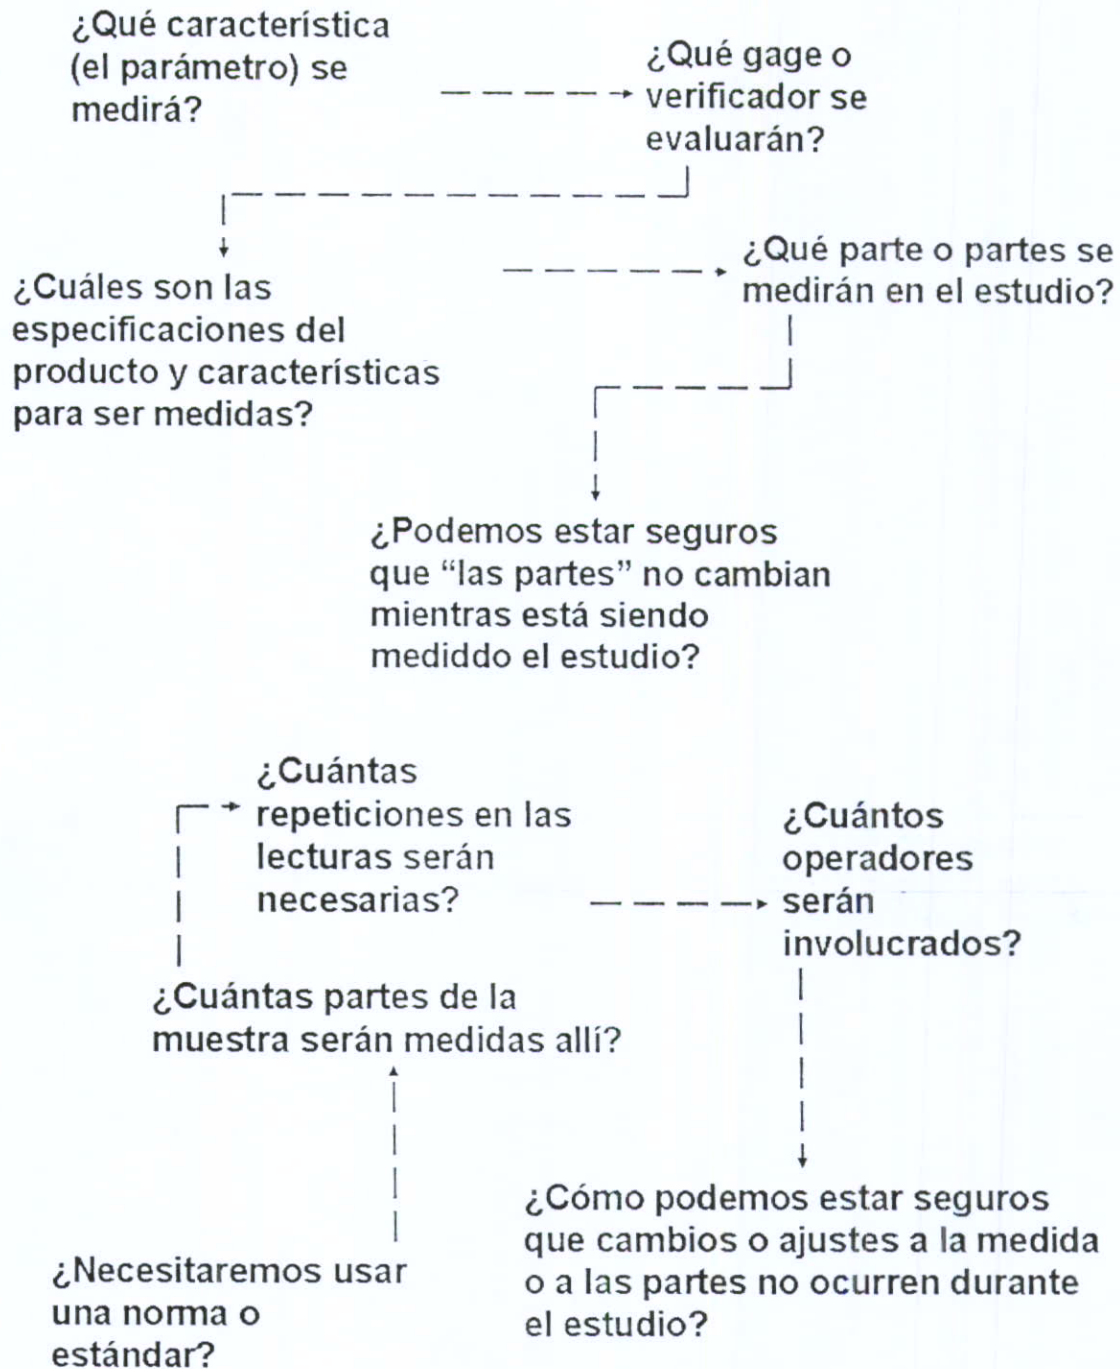 ¿Qué característica
(el parámetro) se
medirá?
¿Qué gage o
verificador se
evaluarán?
¿Cuáles son las
especificaciones del
producto y características
para ser medidas?
¿Qué parte o partes se
medirán en el estudio?
¿Podemos estar seguros
que “las partes” no cambian
mientras está siendo
mediddo el estudio?
¿Necesitaremos usar
una norma o
estándar?
¿Cuántas partes de la
muestra serán medidas allí?
¿Cuántas
repeticiones en las
lecturas serán
necesarias?
¿Cuántos
operadores
serán
involucrados?
¿Cómo podemos estar seguros
que cambios o ajustes a la medida
o a las partes no ocurren durante
el estudio?